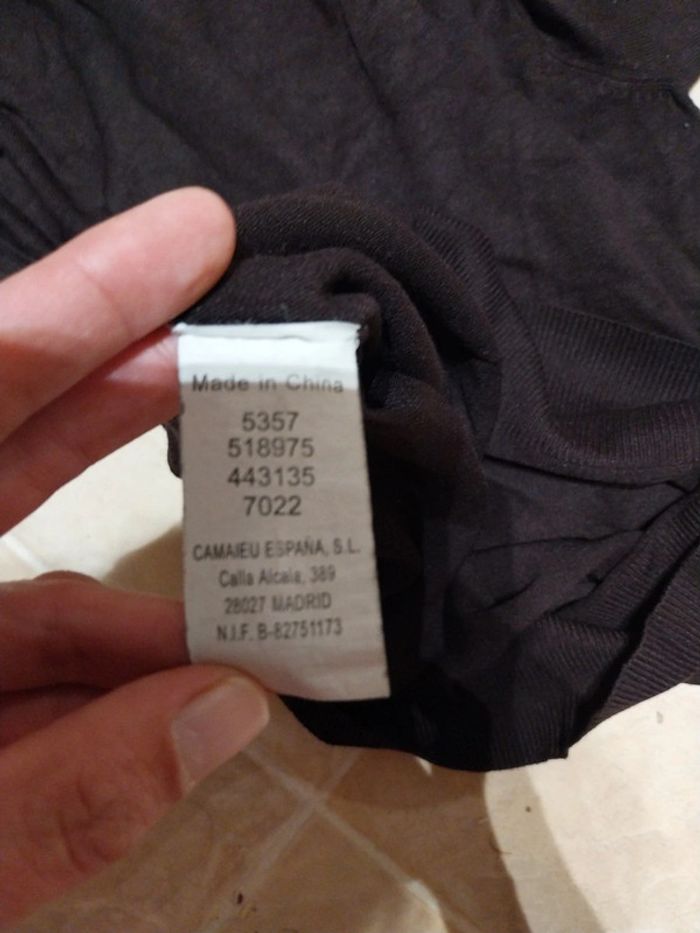 Made in China
5357
518975
443135
7022
CAMAIEU ESPAÑA, S.L.
Calla Alcala, 389
28027 MADRID
N.I.F. B-82751173